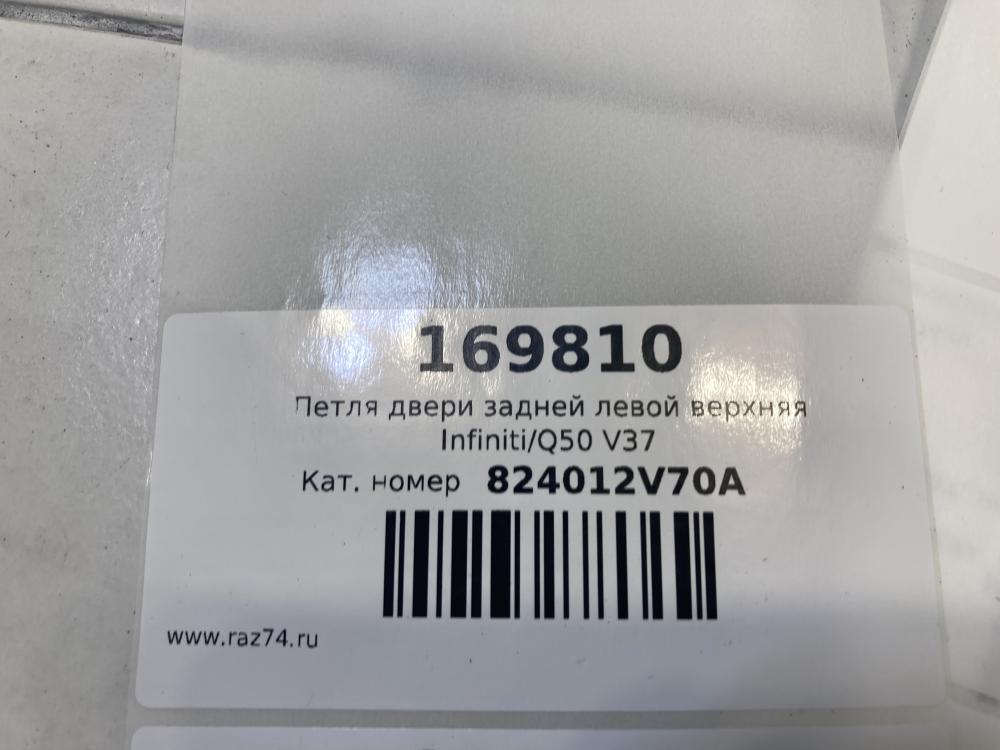 169810
Петля двери задней левой верхняя
Infiniti/Q50 V37
Кат. номер 824012V70A
www.raz74.ru